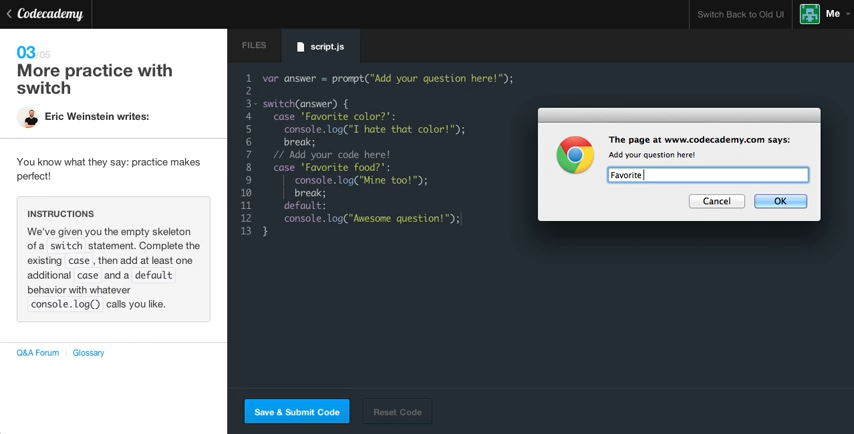 Codecademy
Switch Back to Old UI
Me
03/05
More practice with
switch
Eric Weinstein writes:
You know what they say: practice makes
perfect!
INSTRUCTIONS
We've given you the empty skeleton
of a switch statement. Complete the
existing case, then add at least one
additional case and a default
behavior with whatever
console.log() calls you like.
Q&A Forum | Glossary
FILES
script.js
1 var answer = prompt("Add your question here!");
2
3 switch(answer) {
4 case 'Favorite color?':
5 console.log("I hate that color!");
6 break;
7 // Add your code here!
8 case 'Favorite food?':
9 console.log("Mine too!");
10 break;
11 default:
12 console.log("Awesome question!");
13 }
The page at www.codecademy.com says:
Add your question here!
Favorite
Cancel
OK
Save & Submit Code
Reset Code